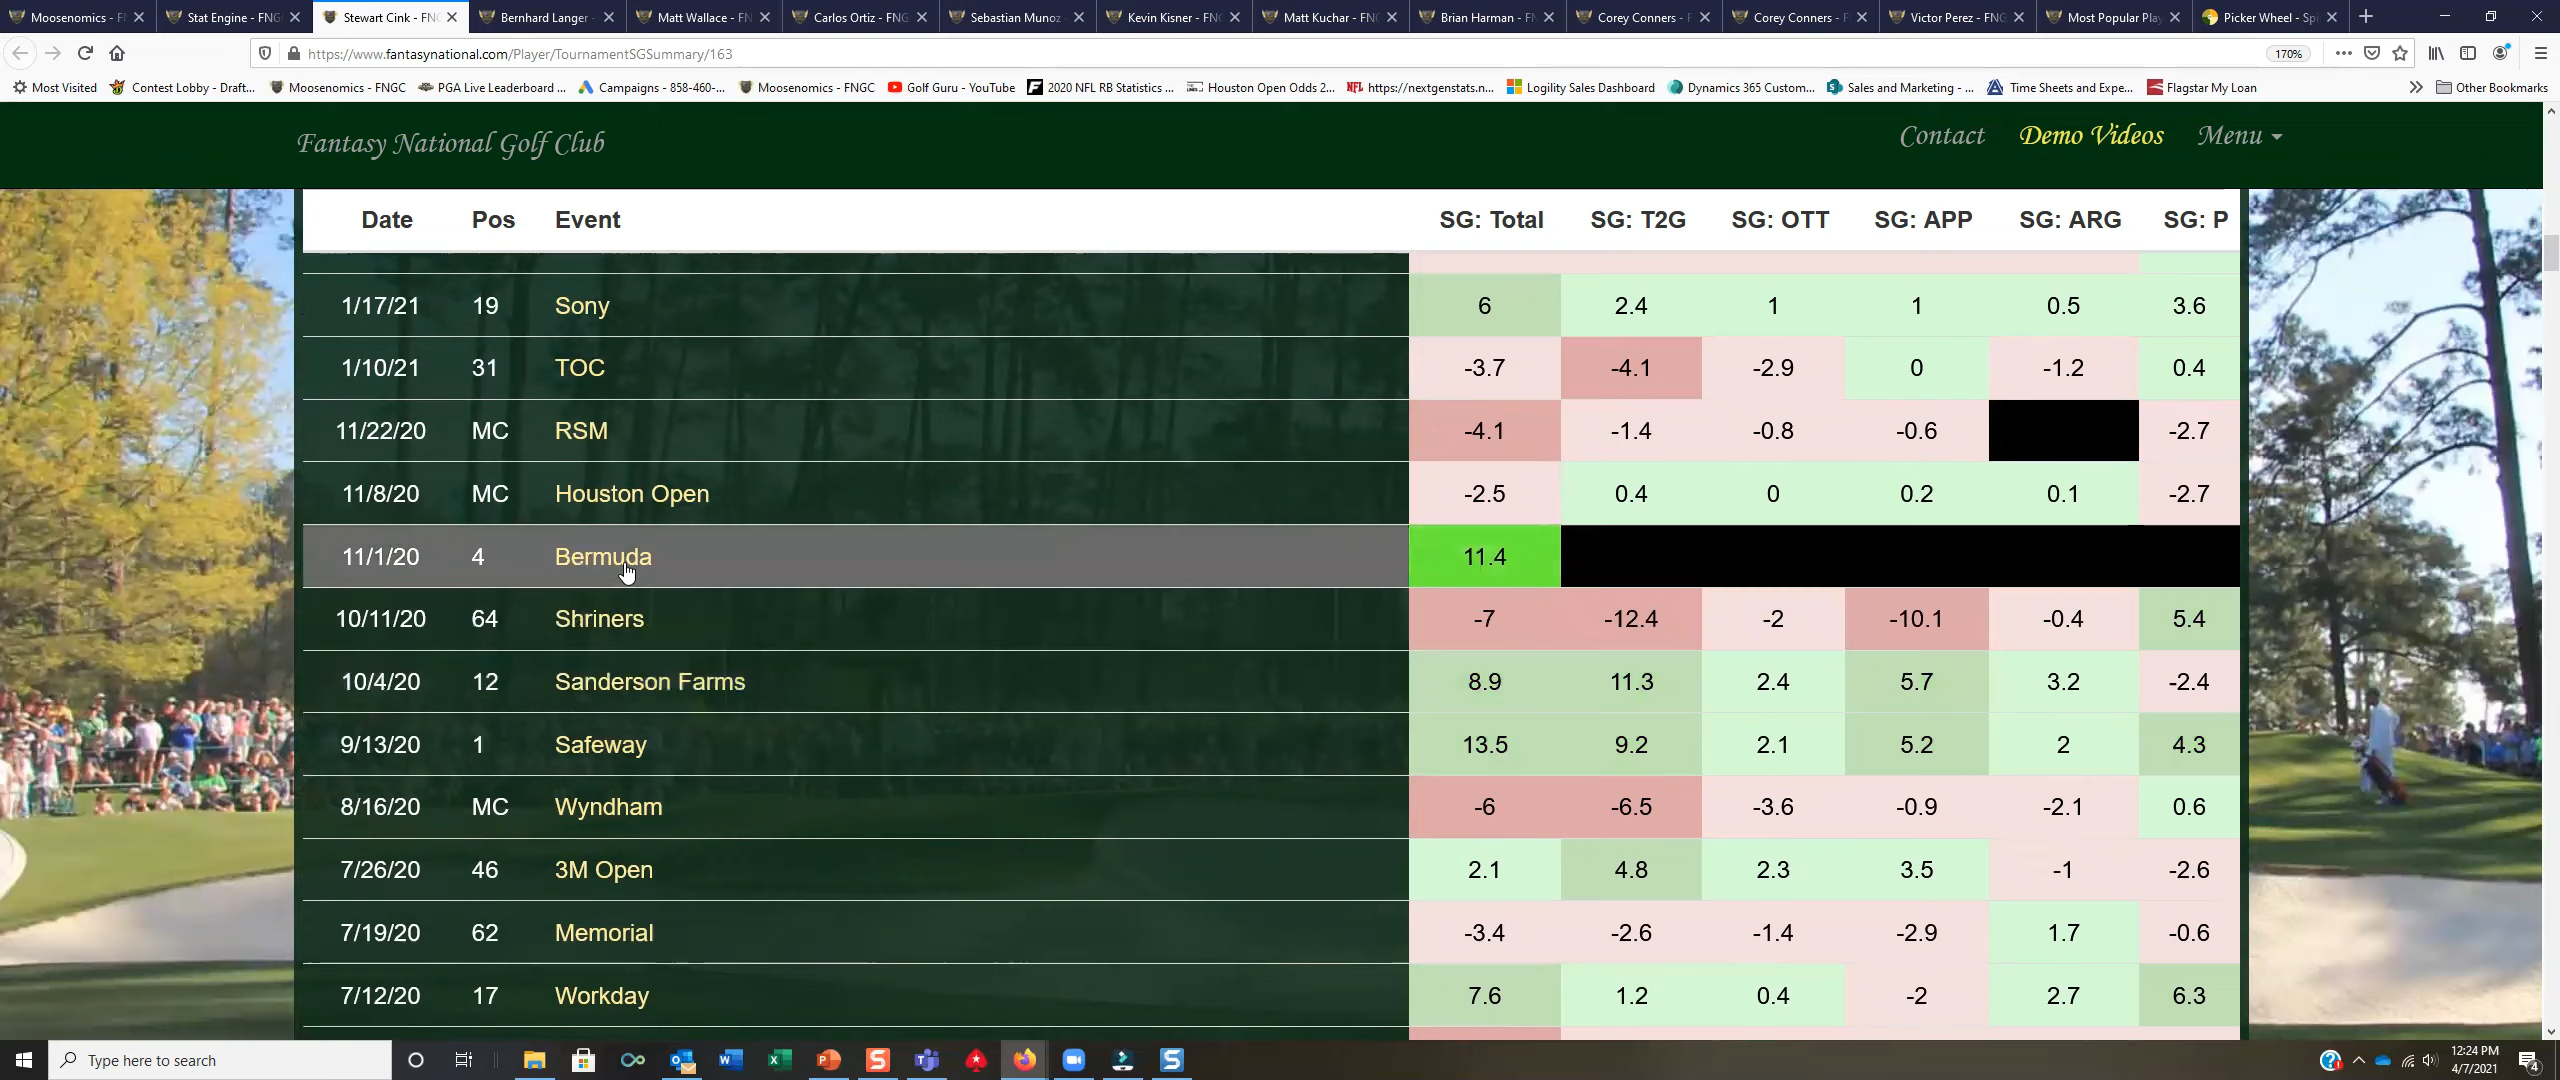 Moosenomics - F
Stat Engine - FNG
Stewart Cink - FN
Bernhard Langer -
Matt Wallace - FN
Carlos Ortiz - FNG
Sebastian Munoz -
Kevin Kisner - FNG
Matt Kuchar - FNG
Brian Harman - FN
Corey Conners - F
Corey Conners - F
Victor Perez - FNG
Most Popular Play
Picker Wheel - Spi
https://www.fantasynational.com/Player/TournamentSGSummary/163
170%
Most Visited
Contest Lobby - Draft...
Moosenomics - FNGC
PGA Live Leaderboard ...
Campaigns - 858-460-...
Moosenomics - FNGC
Golf Guru - YouTube
2020 NFL RB Statistics ...
Houston Open Odds 2...
https://nextgenstats.n...
Logility Sales Dashboard
Dynamics 365 Custom...
Sales and Marketing - ...
Time Sheets and Expe...
Flagstar My Loan
Other Bookmarks
Fantasy National Golf Club
Contact
Demo Videos
Menu
Date Pos Event SG: Total SG: T2G SG: OTT SG: APP SG: ARG SG: P
1/17/21 19 Sony 6 2.4 1 1 0.5 3.6
1/10/21 31 TOC -3.7 -4.1 -2.9 0 -1.2 0.4
11/22/20 MC RSM -4.1 -1.4 -0.8 -0.6 -2.7
11/8/20 MC Houston Open -2.5 0.4 0 0.2 0.1 -2.7
11/1/20 4 Bermuda 11.4
10/11/20 64 Shriners -7 -12.4 -2 -10.1 -0.4 5.4
10/4/20 12 Sanderson Farms 8.9 11.3 2.4 5.7 3.2 -2.4
9/13/20 1 Safeway 13.5 9.2 2.1 5.2 2 4.3
8/16/20 MC Wyndham -6 -6.5 -3.6 -0.9 -2.1 0.6
7/26/20 46 3M Open 2.1 4.8 2.3 3.5 -1 -2.6
7/19/20 62 Memorial -3.4 -2.6 -1.4 -2.9 1.7 -0.6
7/12/20 17 Workday 7.6 1.2 0.4 -2 2.7 6.3
Type here to search
12:24 PM
4/7/2021